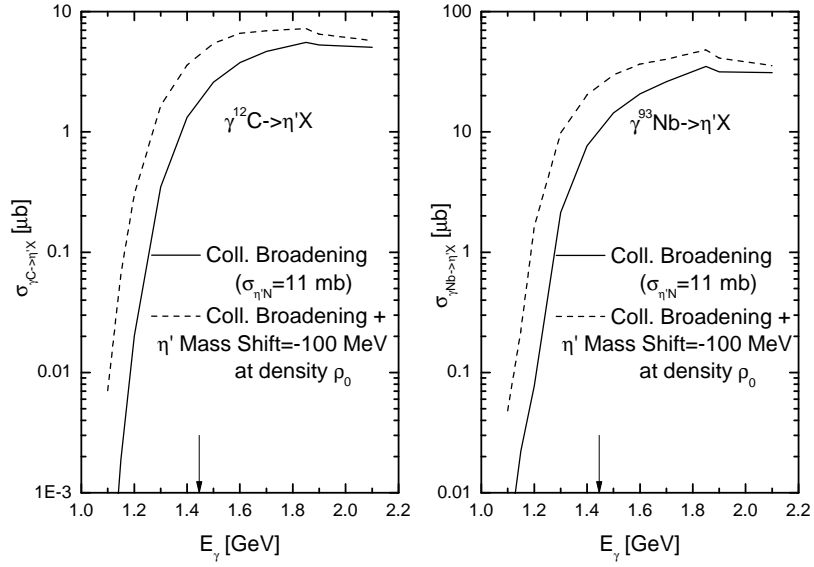 10
1
0.1
0.01
1E-3
σγC->η'X [μb]
γ12C->η'X
Coll. Broadening
(ση'N=11 mb)
Coll. Broadening +
η' Mass Shift=-100 MeV
at density ρ0
1.0 1.2 1.4 1.6 1.8 2.0 2.2
Eγ [GeV]
100
10
1
0.1
0.01
σγNb->η'X [μb]
γ93Nb->η'X
Coll. Broadening
(ση'N=11 mb)
Coll. Broadening +
η' Mass Shift=-100 MeV
at density ρ0
1.0 1.2 1.4 1.6 1.8 2.0 2.2
Eγ [GeV]